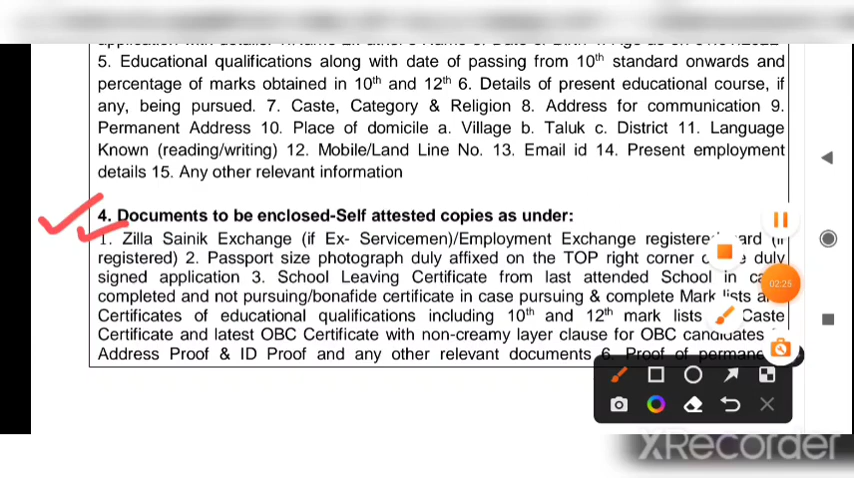 5. Educational qualifications along with date of passing from 10th standard onwards and
percentage of marks obtained in 10th and 12th 6. Details of present educational course, if
any, being pursued. 7. Caste, Category & Religion 8. Address for communication 9.
Permanent Address 10. Place of domicile a. Village b. Taluk c. District 11. Language
Known (reading/writing) 12. Mobile/Land Line No. 13. Email id 14. Present employment
details 15. Any other relevant information
4. Documents to be enclosed-Self attested copies as under:
1. Zilla Sainik Exchange (if Ex- Servicemen)/Employment Exchange
registered) 2. Passport size photograph duly affixed on the TOP right corner duly
signed application 3. School Leaving Certificate from last attended School in
completed and not pursuing/bonafide certificate in case pursuing & complete Mark lists
Certificates of educational qualifications including 10th and 12th mark lists Caste
Certificate and latest OBC Certificate with non-creamy layer clause for OBC candidates
Address Proof & ID Proof and any other relevant documents 6. Proof of
02:25
XRecorder